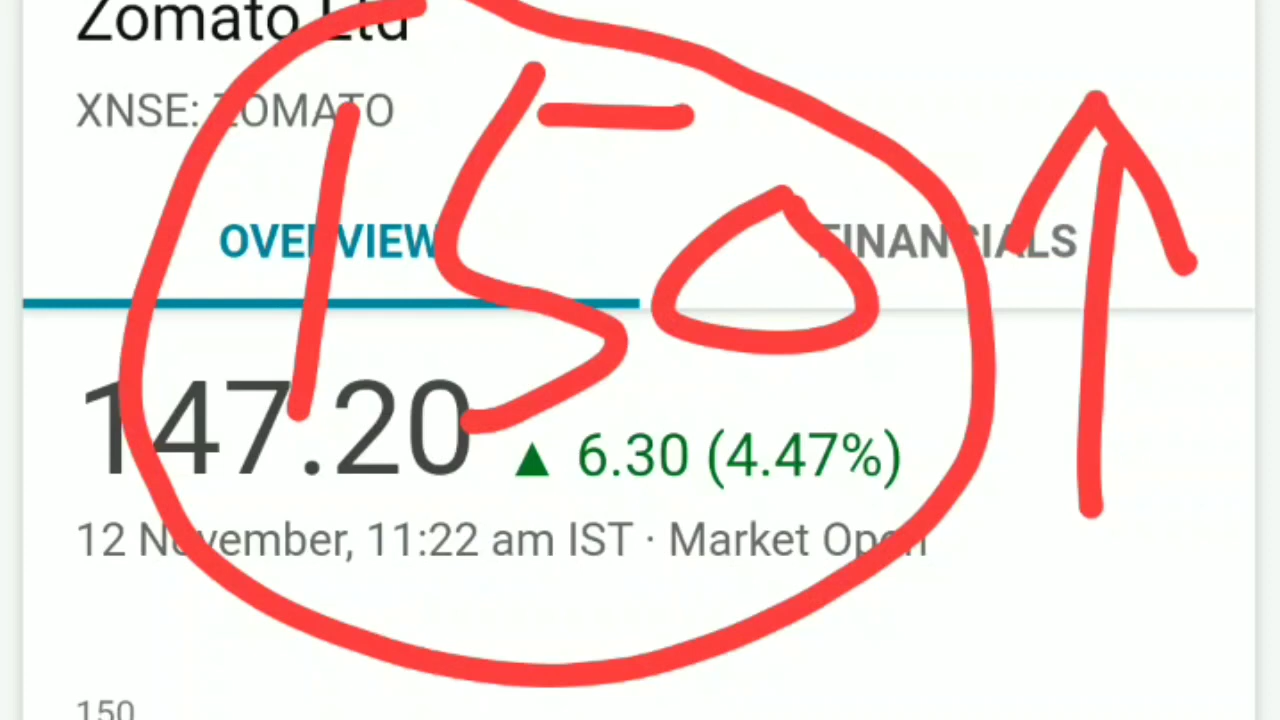 Zomato Ltd
XNSE: ZOMATO
150
OVERVIEW FINANCIALS
147.20 ▲ 6.30 (4.47%)
12 November, 11:22 am IST · Market Open
150